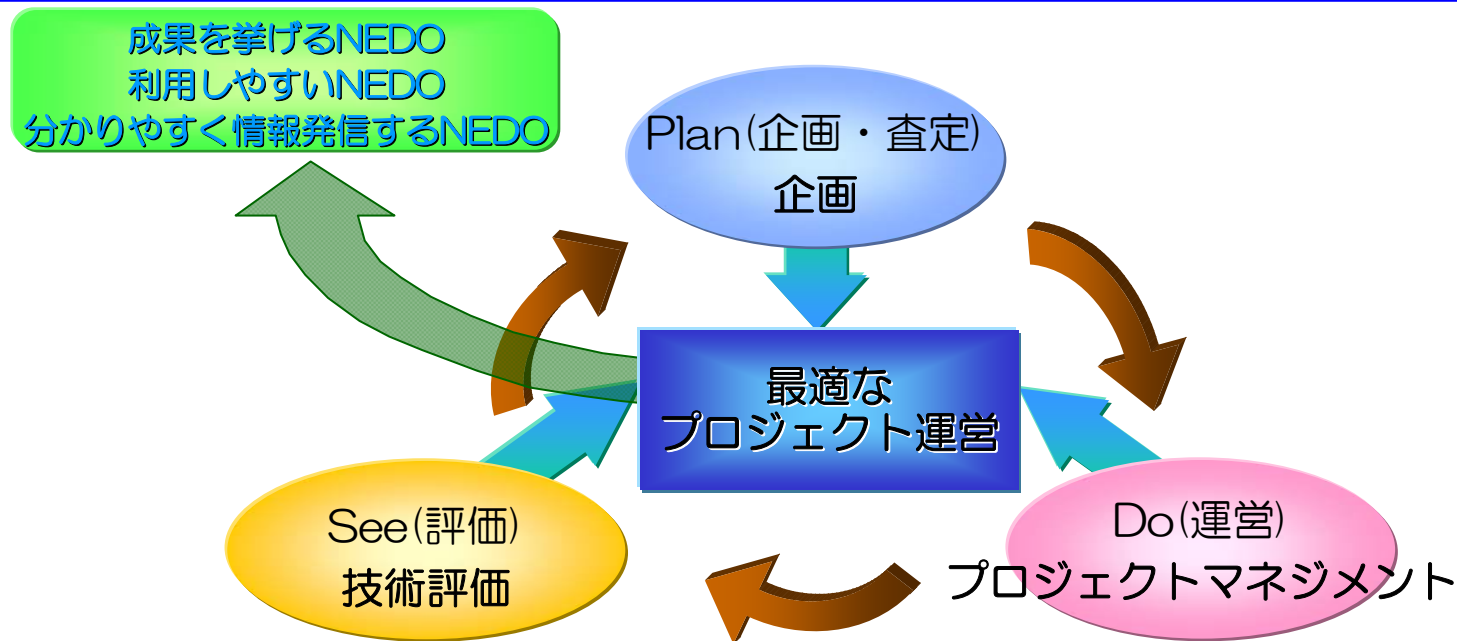 成果を挙げるNEDO
利用しやすいNEDO
分かりやすく情報発信するNEDO
Plan(企画・査定)
企画
最適な
プロジェクト運営
See(評価)
技術評価
Do(運営)
プロジェクトマネジメント